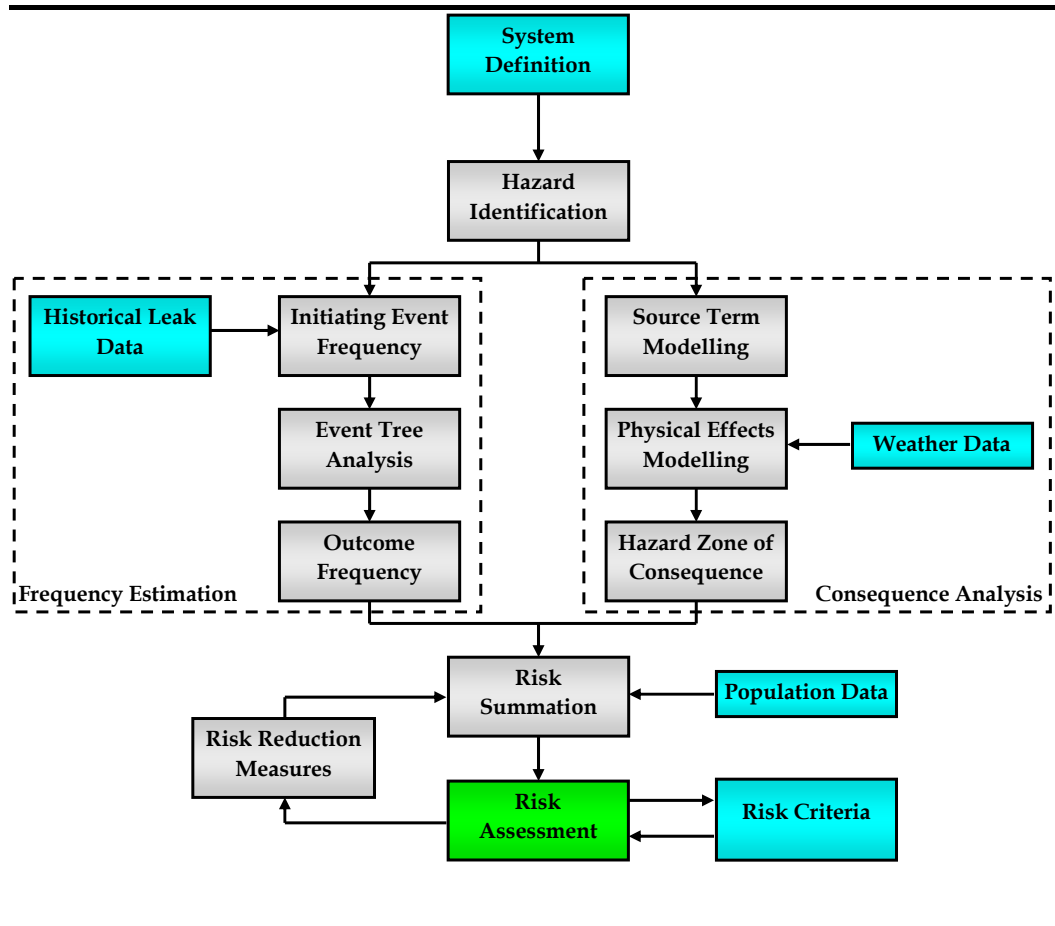 System
Definition
Hazard
Identification
Historical Leak
Data
Initiating Event
Frequency
Event Tree
Analysis
Outcome
Frequency
Frequency Estimation
Source Term
Modelling
Physical Effects
Modelling
Weather Data
Hazard Zone of
Consequence
Consequence Analysis
Risk
Summation
Population Data
Risk Reduction
Measures
Risk
Assessment
Risk Criteria